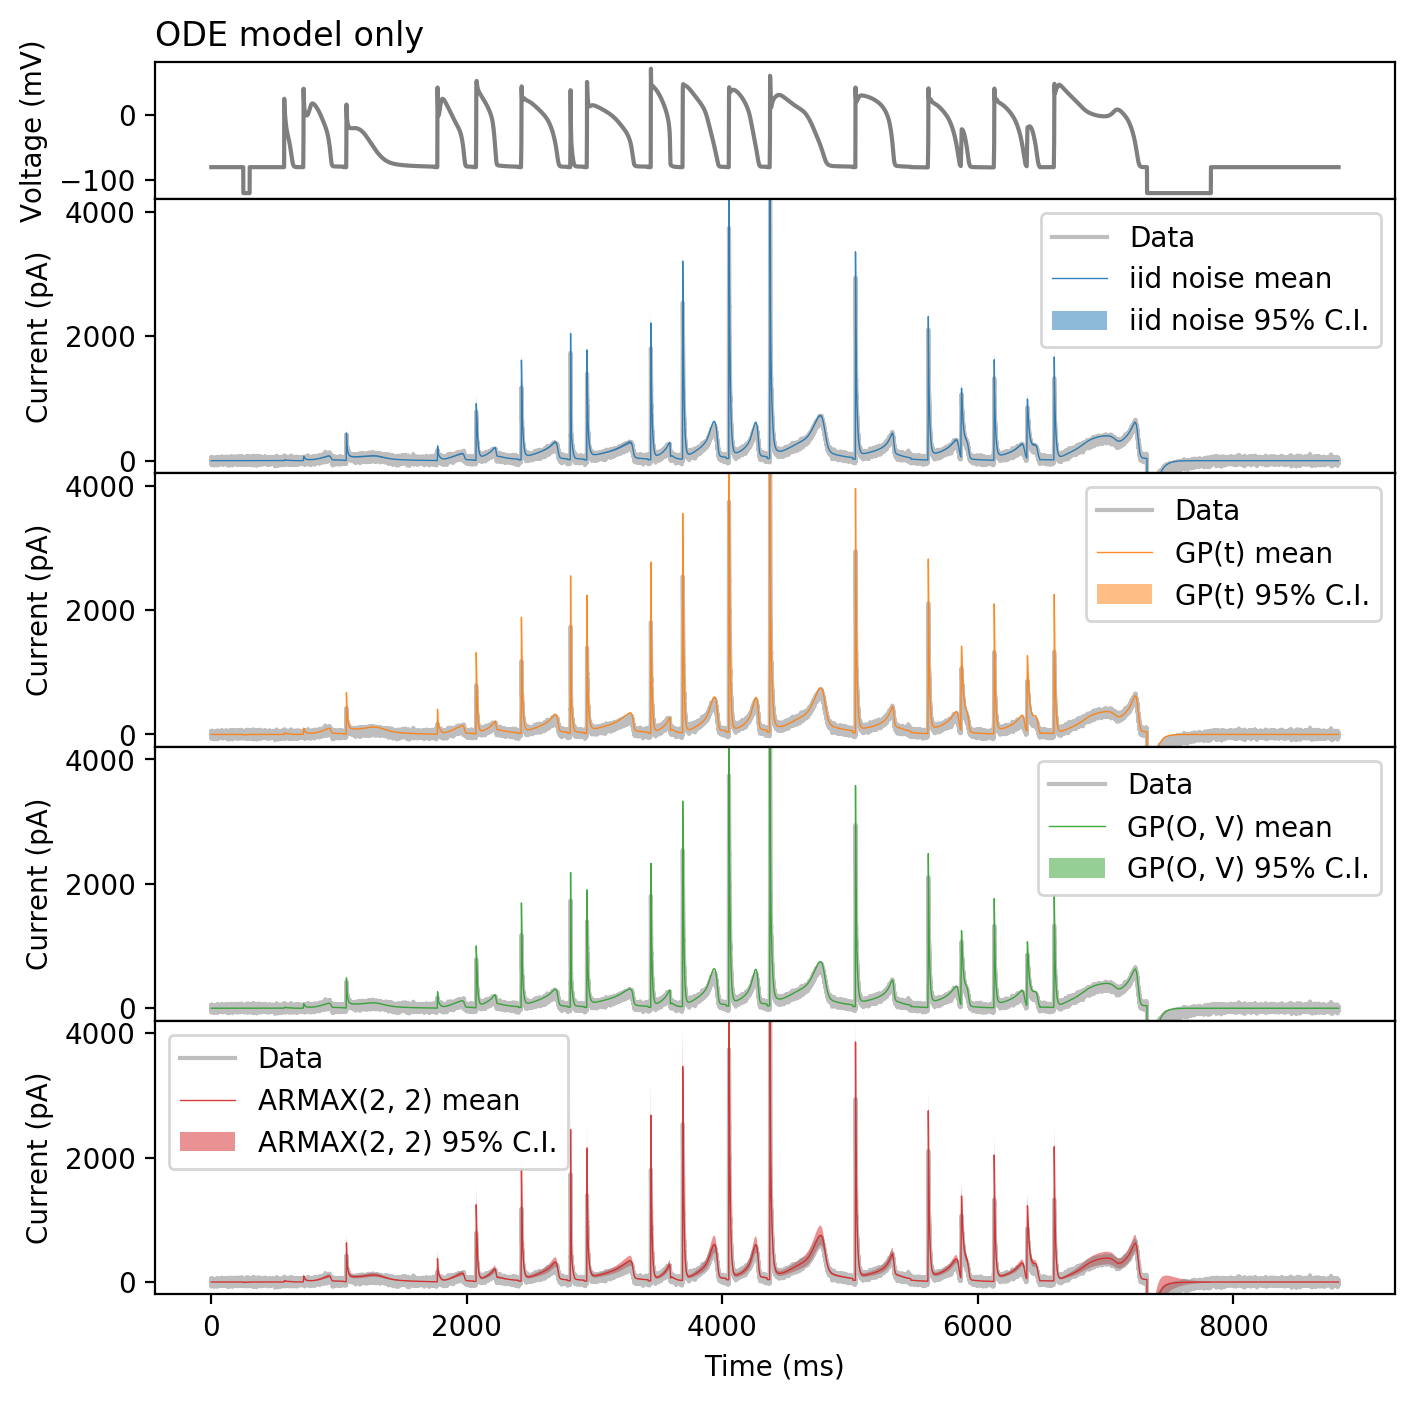 ODE model only
Voltage (mV)
0
−100
Current (pA)
4000
2000
0
Data
iid noise mean
iid noise 95% C.I.
Current (pA)
4000
2000
0
Data
GP(t) mean
GP(t) 95% C.I.
Current (pA)
4000
2000
0
Data
GP(O, V) mean
GP(O, V) 95% C.I.
Current (pA)
4000
2000
0
Data
ARMAX(2, 2) mean
ARMAX(2, 2) 95% C.I.
0 2000 4000 6000 8000
Time (ms)